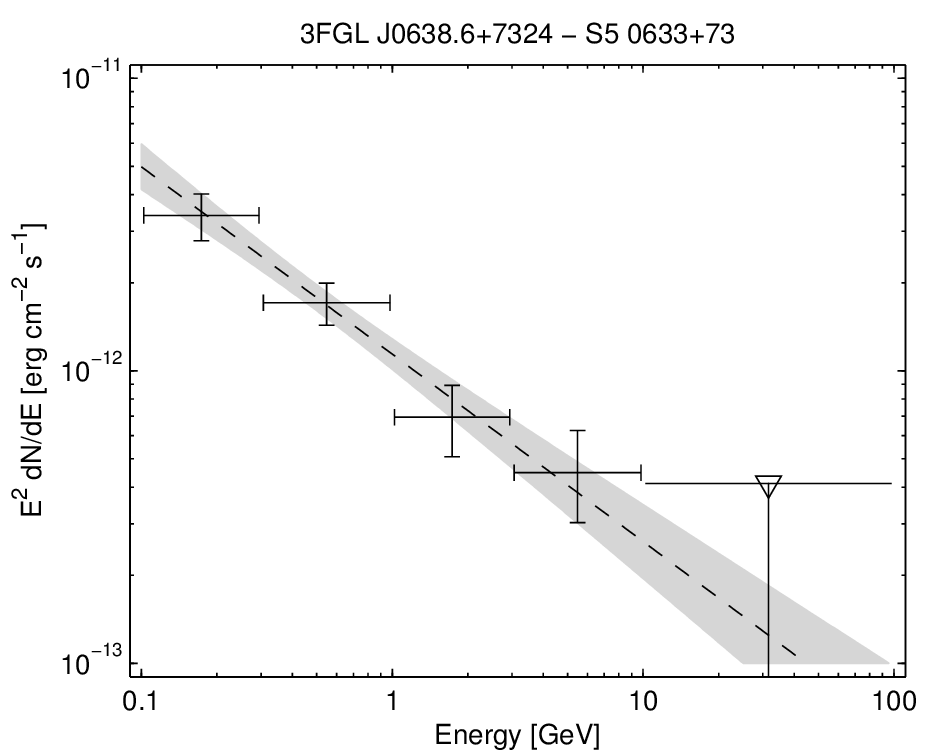 3FGL J0638.6+7324 − S5 0633+73
10⁻¹¹
10⁻¹²
10⁻¹³
E² dN/dE [erg cm⁻² s⁻¹]
0.1
1
10
100
Energy [GeV]